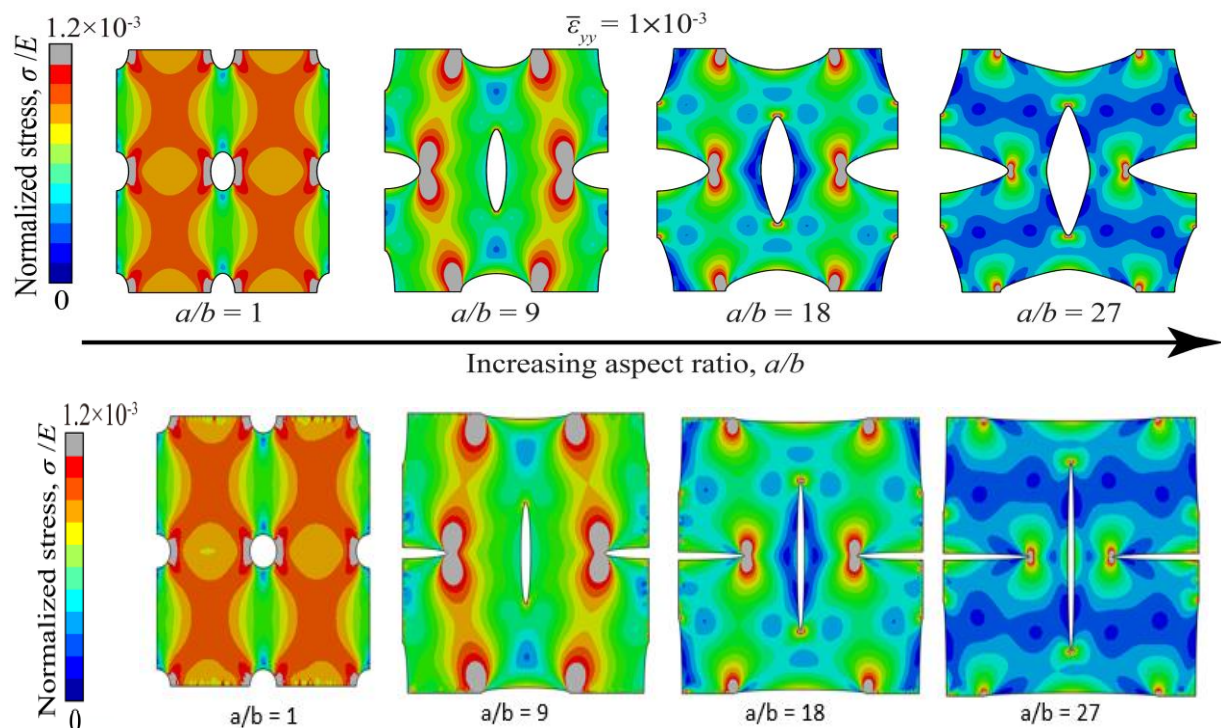 1.2×10⁻³
ε̅yy = 1×10⁻³
Normalized stress, σ /E
0
a/b = 1
a/b = 9
a/b = 18
a/b = 27
Increasing aspect ratio, a/b
1.2×10⁻³
Normalized stress, σ /E
0
a/b = 1
a/b = 9
a/b = 18
a/b = 27